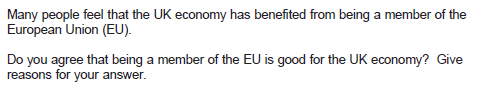 Many people feel that the UK economy has benefited from being a member of the
European Union (EU).
Do you agree that being a member of the EU is good for the UK economy?  Give
reasons for your answer.